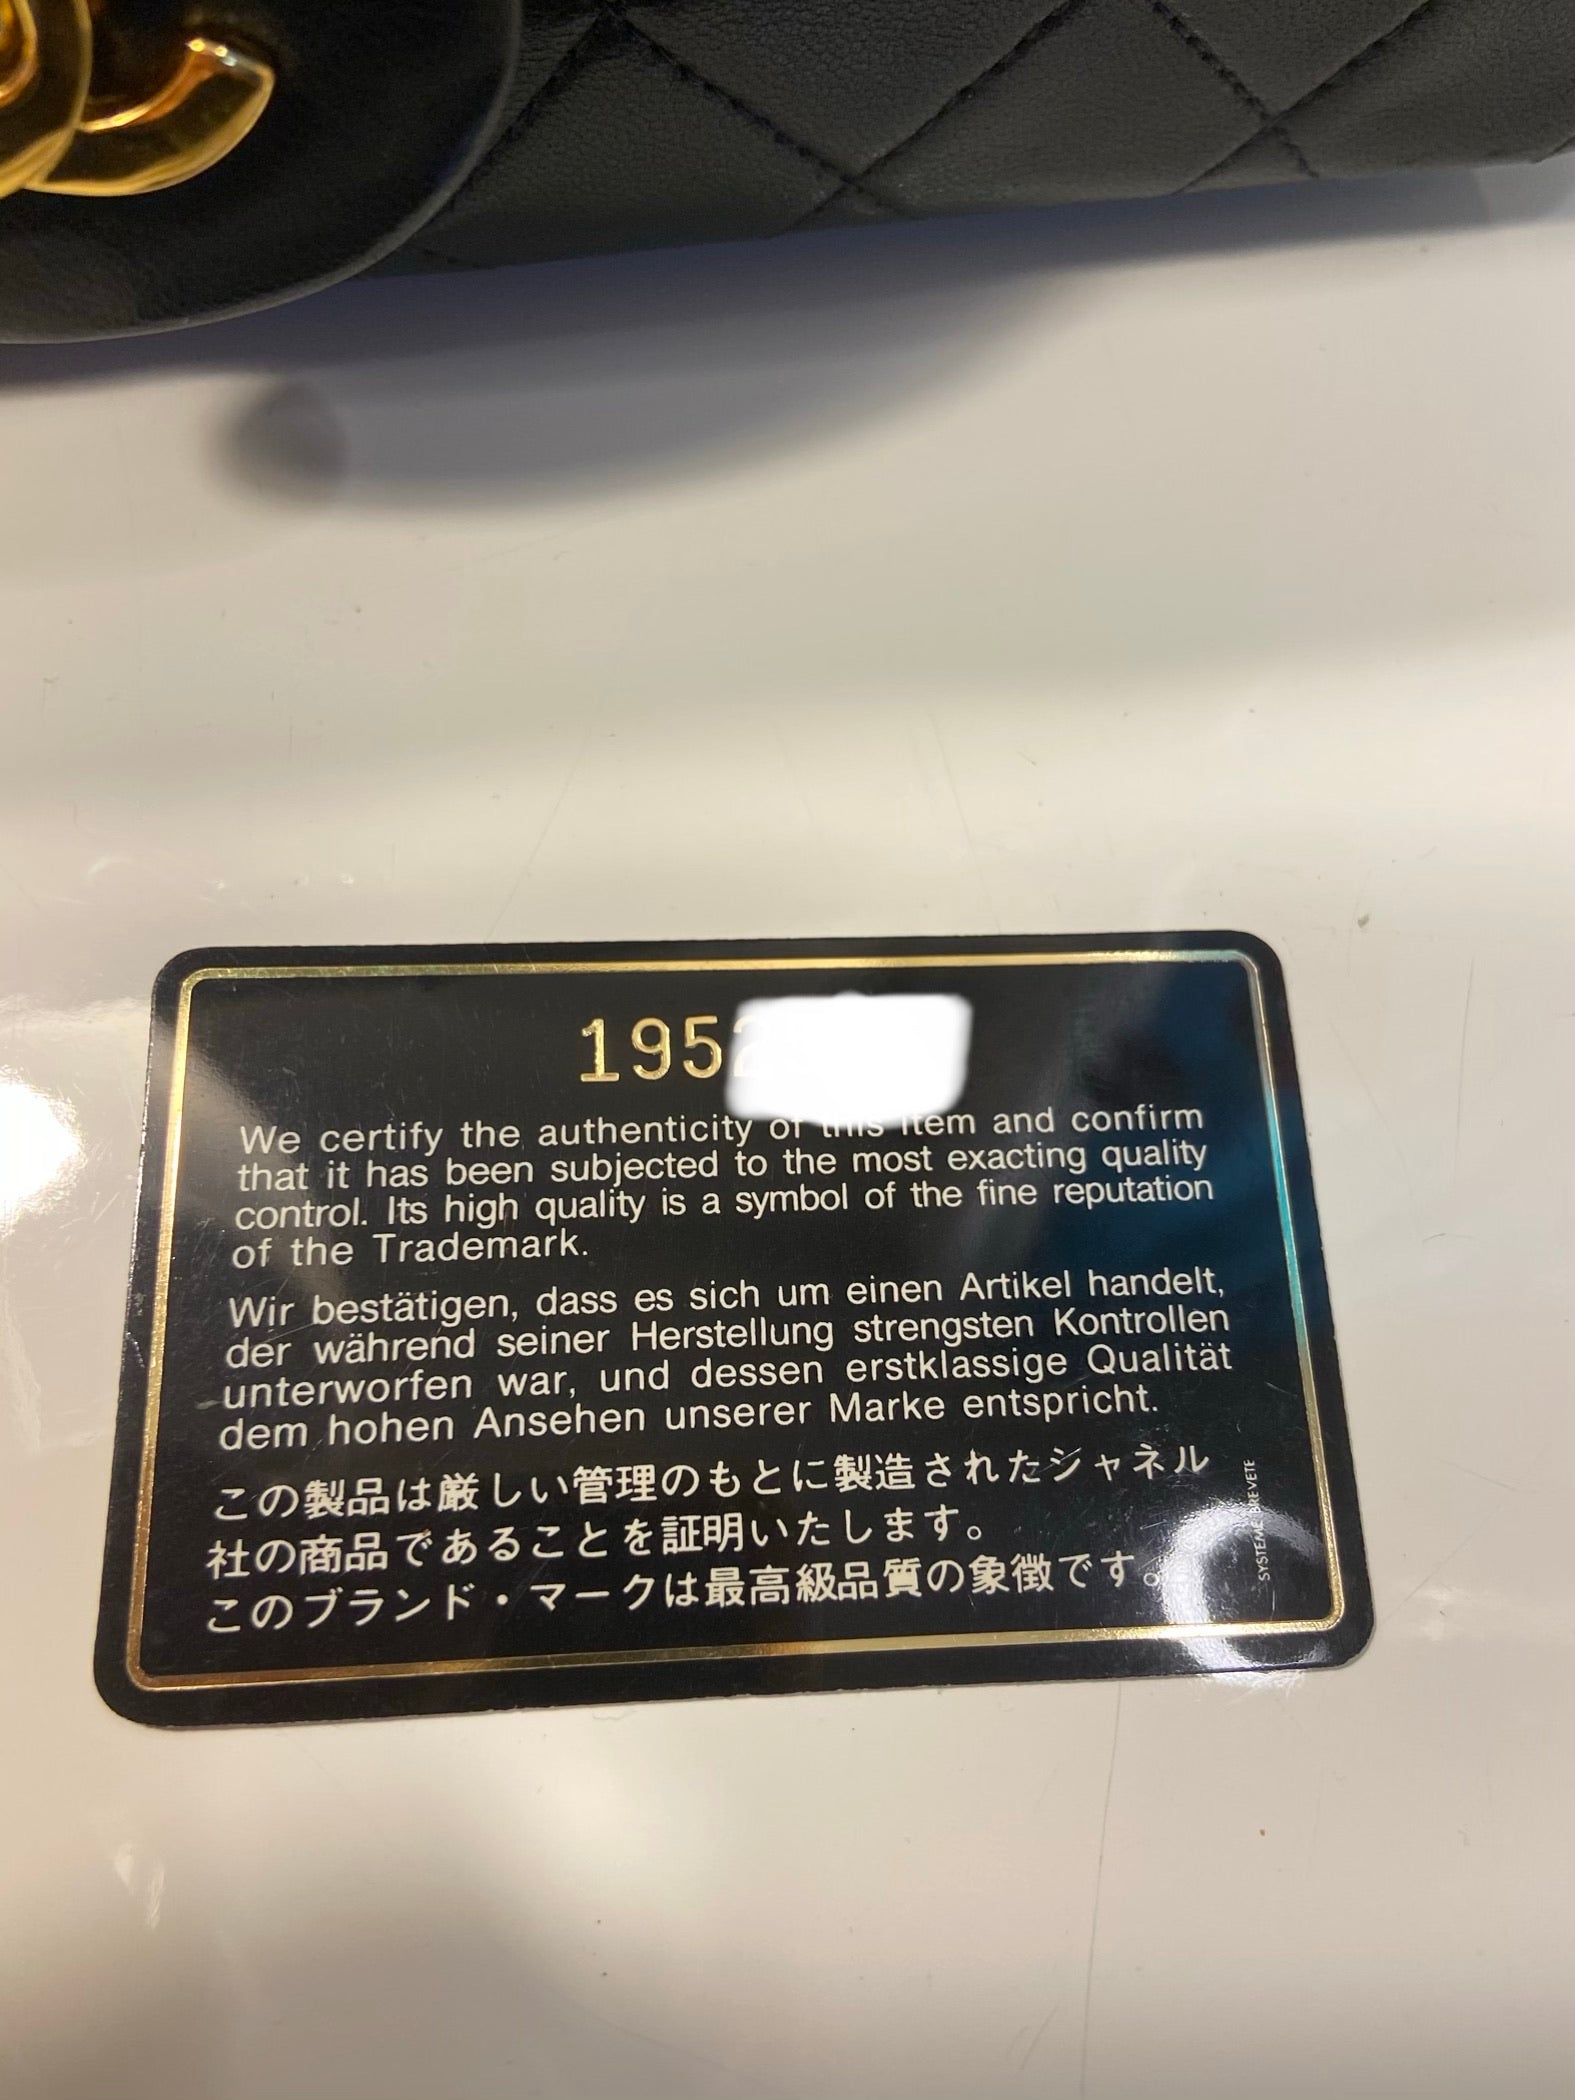 195
We certify the authenticity of this item and confirm
that it has been subjected to the most exacting quality
control. Its high quality is a symbol of the fine reputation
of the Trademark.
Wir bestätigen, dass es sich um einen Artikel handelt,
der während seiner Herstellung strengsten Kontrollen
unterworfen war, und dessen erstklassige Qualität
dem hohen Ansehen unserer Marke entspricht.
この製品は厳しい管理のもとに製造されたシャネル
社の商品であることを証明いたします。
このブランド・マークは最高級品質の象徴です。
SYSTEME BREVETE